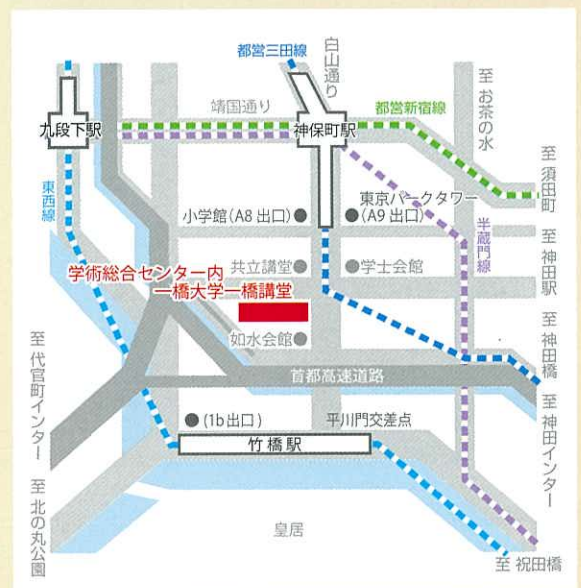 都営三田線
白山通り
至 お茶の水
靖国通り
都営新宿線
九段下駅
神保町駅
至 須田町
東西線
東京パークタワー
小学館(A8 出口)
(A9 出口)
半蔵門線
至 神田駅
共立講堂
学士会館
学術総合センター内
一橋大学一橋講堂
如水会館
至 神田橋
至 代官町インター
首都高速道路
至 神田インター
(1b 出口)
平川門交差点
竹橋駅
至 北の丸公園
皇居
至 祝田橋